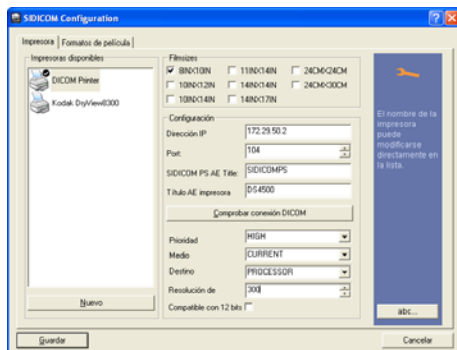 SIDICOM Configuration
Impresora
Formatos de película
Impresoras disponibles
DICOM Printer
Kodak DryView8300
Nuevo
Filmsizes
8INX10IN
11INX14IN
24CMX24CM
10INX12IN
14INX14IN
24CMX30CM
10INX14IN
14INX17IN
Configuración
Dirección IP
172.29.50.2
Port:
104
SIDICOM PS AE Title:
SIDICOMPS
Título AE impresora
DS4500
Comprobar conexión DICOM
Prioridad
HIGH
Medio
CURRENT
Destino
PROCESSOR
Resolución de
300
Compatible con 12 bits
El nombre de la
impresora
puede
modificarse
directamente en
la lista.
abc...
Guardar
Cancelar